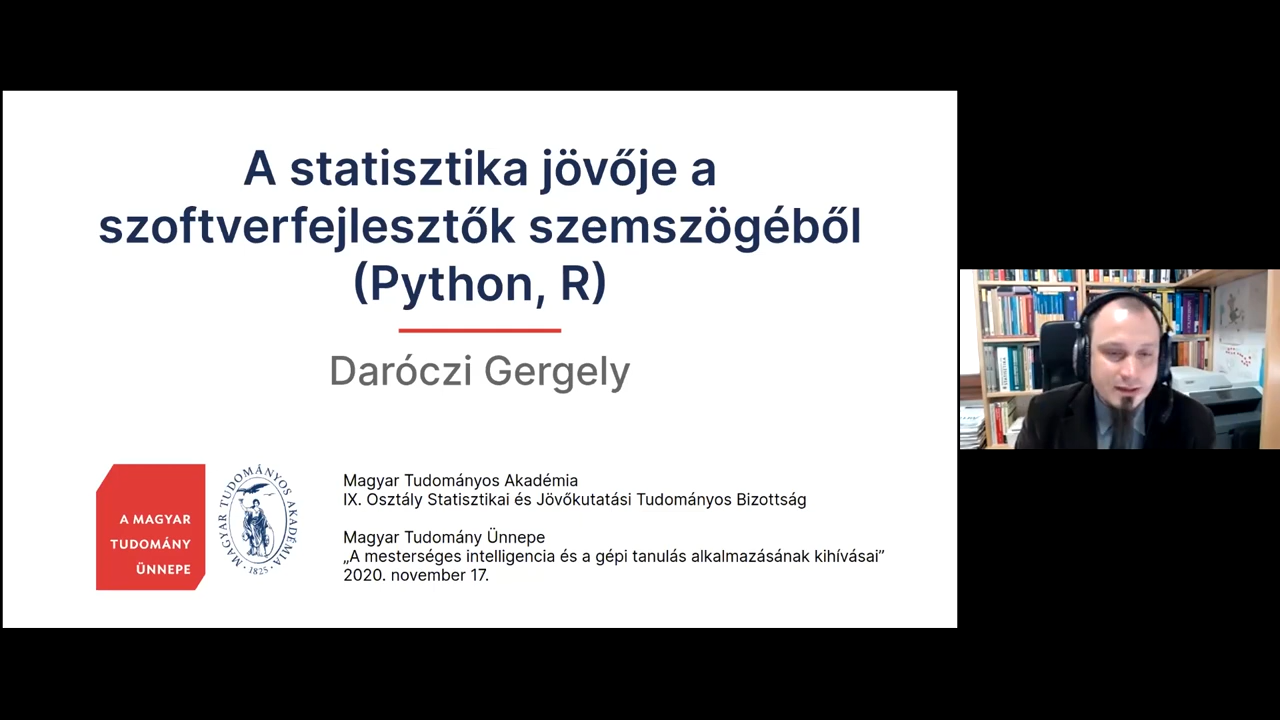 A statisztika jövője a
szoftverfejlesztők szemszögéből
(Python, R)
Daróczi Gergely
A MAGYAR
TUDOMÁNY
ÜNNEPE
MAGYAR TUDOMÁNYOS AKADÉMIA
· 1825 ·
Magyar Tudományos Akadémia
IX. Osztály Statisztikai és Jövőkutatási Tudományos Bizottság
Magyar Tudomány Ünnepe
„A mesterséges intelligencia és a gépi tanulás alkalmazásának kihívásai”
2020. november 17.